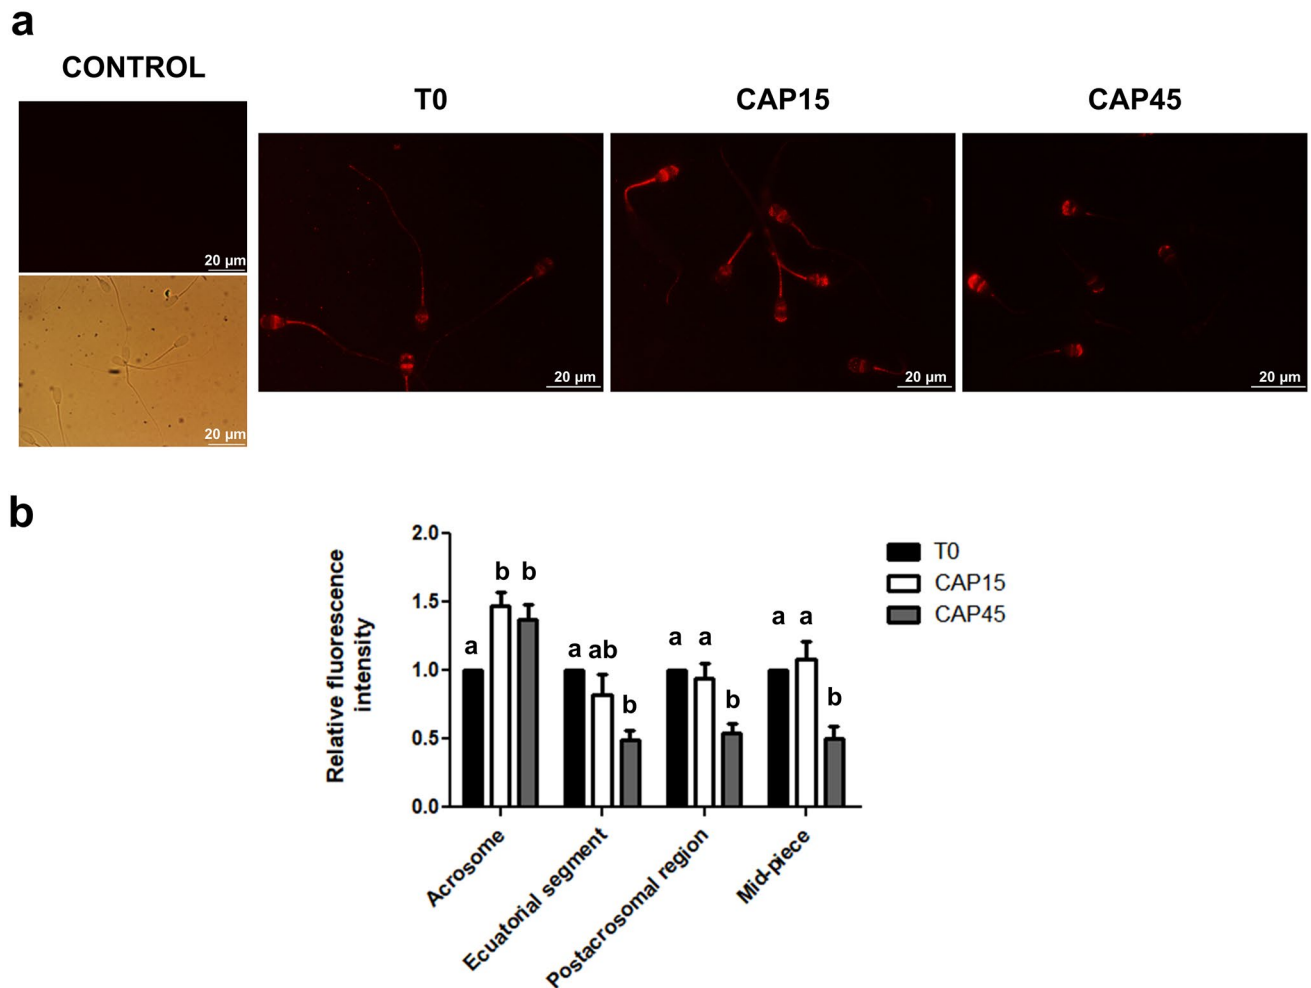 a
CONTROL
T0
CAP15
CAP45
20 µm
20 µm
20 µm
20 µm
20 µm
b
Relative fluorescence
intensity
2.0
1.5
1.0
0.5
0.0
a b b
a ab b
a a b
a a b
Acrosome
Ecuatorial segment
Postacrosomal region
Mid-piece
T0
CAP15
CAP45